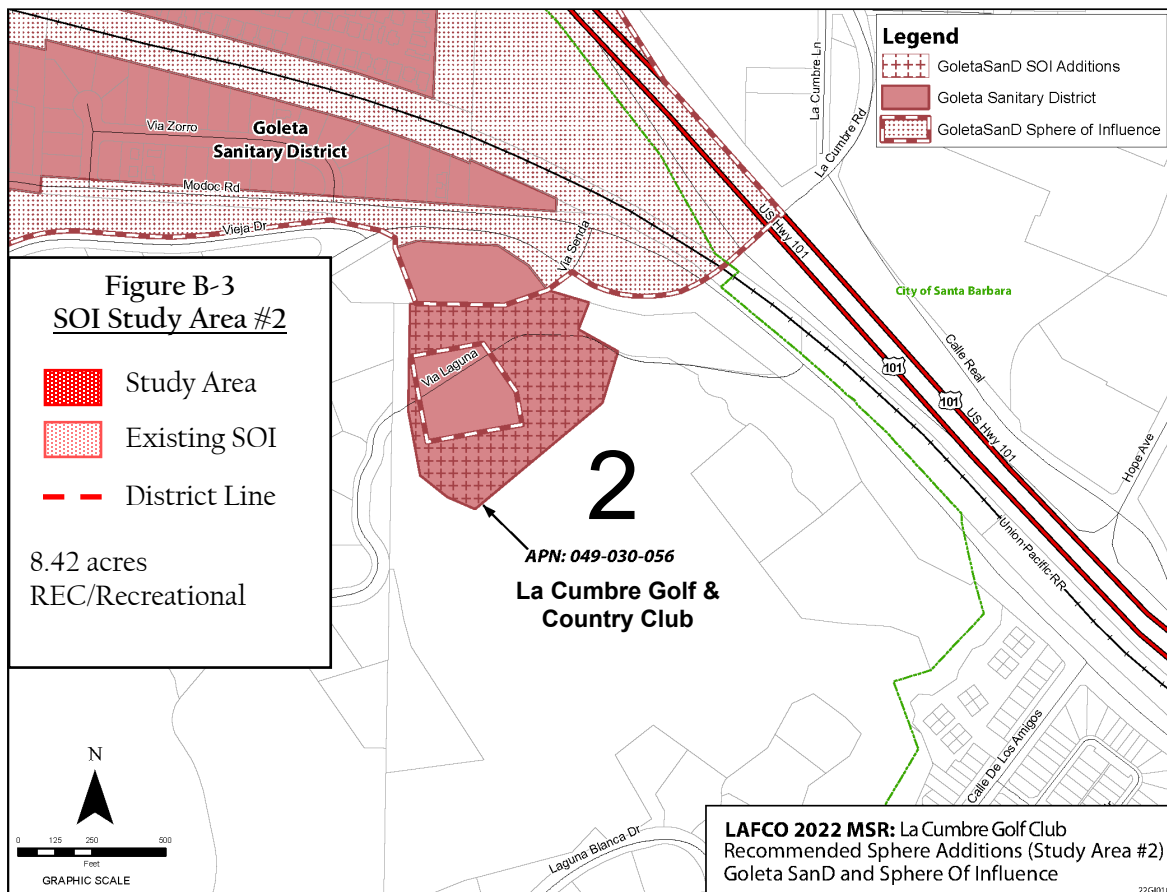 Legend
GoletaSanD SOI Additions
Goleta Sanitary District
GoletaSanD Sphere of Influence
La Cumbre Ln
La Cumbre Rd
Via Zorro
Goleta
Sanitary District
Modoc Rd
Vieja Dr
Via Senda
US Hwy 101
City of Santa Barbara
Figure B-3
SOI Study Area #2
Study Area
Existing SOI
District Line
8.42 acres
REC/Recreational
Via Laguna
Calle Real
101
101
US Hwy 101
Hope Ave
2
APN: 049-030-056
La Cumbre Golf &
Country Club
Union Pacific RR
Calle De Los Amigos
Laguna Blanca Dr
N
0 125 250 500
Feet
GRAPHIC SCALE
LAFCO 2022 MSR: La Cumbre Golf Club
Recommended Sphere Additions (Study Area #2)
Goleta SanD and Sphere Of Influence